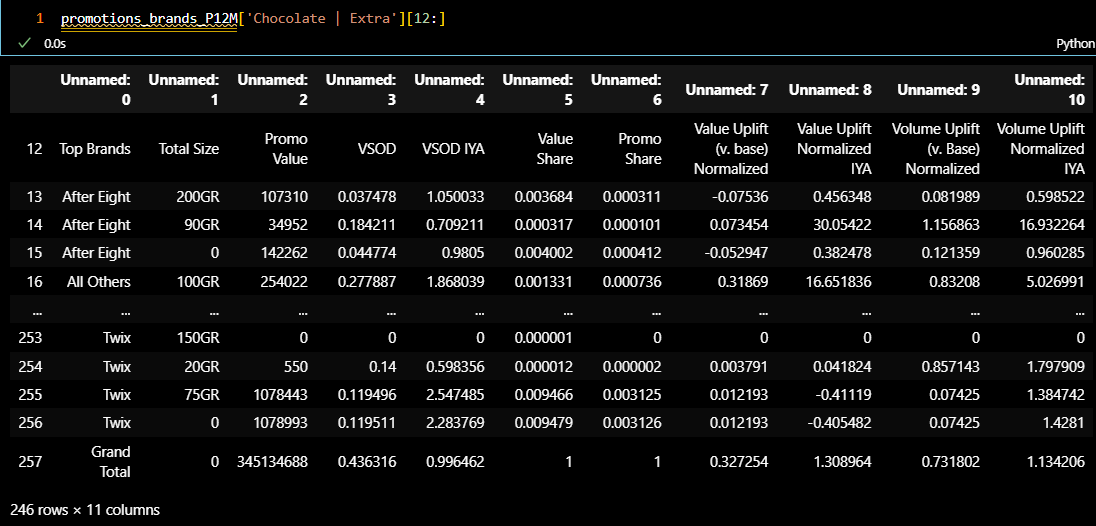 1 promotions_brands_P12M['Chocolate | Extra'][12:]
0.0s
Python
Unnamed: 0 Unnamed: 1 Unnamed: 2 Unnamed: 3 Unnamed: 4 Unnamed: 5 Unnamed: 6 Unnamed: 7 Unnamed: 8 Unnamed: 9 Unnamed: 10
12 Top Brands Total Size Promo Value VSOD VSOD IYA Value Share Promo Share Value Uplift (v. base) Normalized Value Uplift Normalized IYA Volume Uplift (v. Base) Normalized Volume Uplift Normalized IYA
13 After Eight 200GR 107310 0.037478 1.050033 0.003684 0.000311 -0.07536 0.456348 0.081989 0.598522
14 After Eight 90GR 34952 0.184211 0.709211 0.000317 0.000101 0.073454 30.05422 1.156863 16.932264
15 After Eight 0 142262 0.044774 0.9805 0.004002 0.000412 -0.052947 0.382478 0.121359 0.960285
16 All Others 100GR 254022 0.277887 1.868039 0.001331 0.000736 0.31869 16.651836 0.83208 5.026991
... ... ... ... ... ... ... ... ... ... ... ...
253 Twix 150GR 0 0 0 0.000001 0 0 0 0 0
254 Twix 20GR 550 0.14 0.598356 0.000012 0.000002 0.003791 0.041824 0.857143 1.797909
255 Twix 75GR 1078443 0.119496 2.547485 0.009466 0.003125 0.012193 -0.41119 0.07425 1.384742
256 Twix 0 1078993 0.119511 2.283769 0.009479 0.003126 0.012193 -0.405482 0.07425 1.4281
257 Grand Total 0 345134688 0.436316 0.996462 1 1 0.327254 1.308964 0.731802 1.134206
246 rows × 11 columns